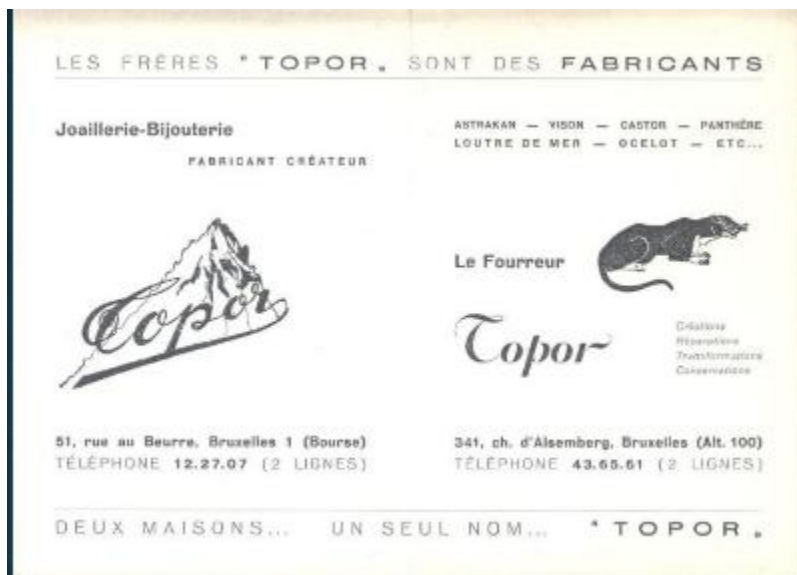 LES FRÈRES " TOPOR " SONT DES FABRICANTS
Joaillerie-Bijouterie
FABRICANT CRÉATEUR
Topor
51, rue au Beurre, Bruxelles 1 (Bourse)
TÉLÉPHONE 12.27.07 (2 LIGNES)
ASTRAKAN — VISON — CASTOR — PANTHÈRE
LOUTRE DE MER — OCELOT — ETC...
Le Fourreur
Topor
Créations
Réparations
Transformations
Conservations
341, ch. d'Alsemberg, Bruxelles (Alt. 100)
TÉLÉPHONE 43.65.61 (2 LIGNES)
DEUX MAISONS... UN SEUL NOM... " TOPOR "